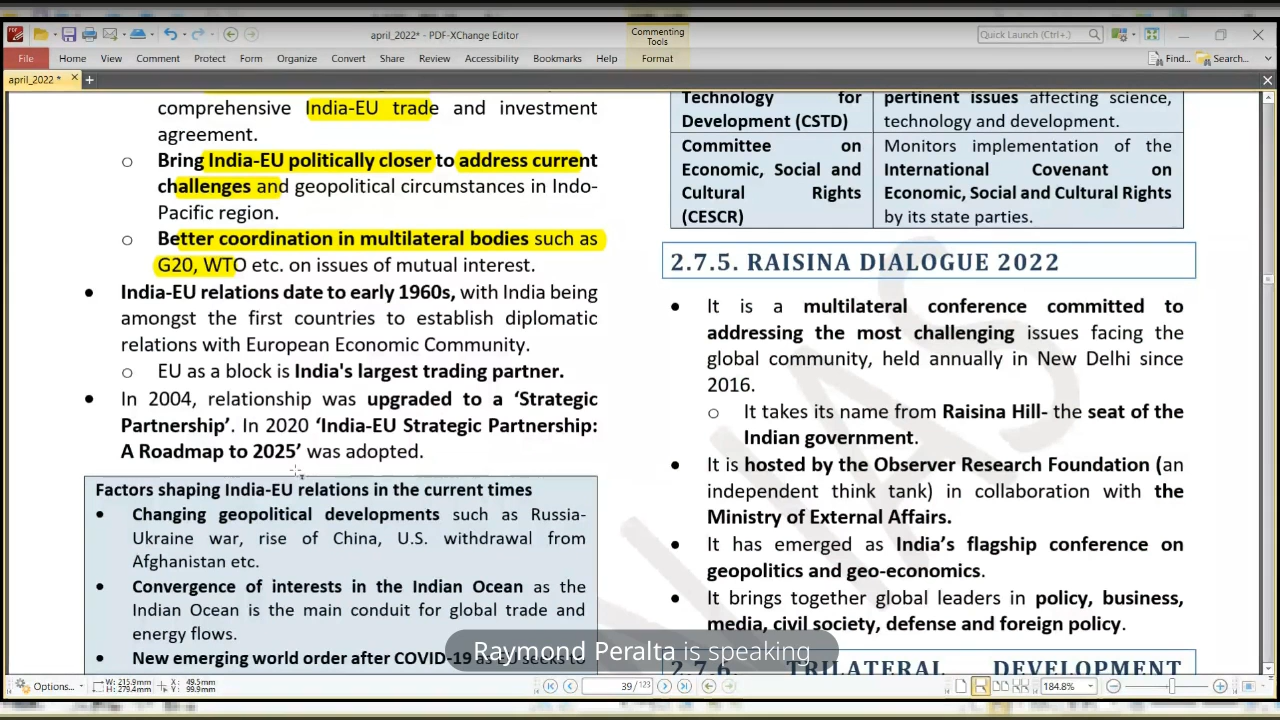 april_2022* - PDF-XChange Editor
Commenting Tools
Quick Launch (Ctrl+.)
File Home View Comment Protect Form Organize Convert Share Review Accessibility Bookmarks Help Format
Find...
Search...
april_2022 *
comprehensive India-EU trade and investment
agreement.
o Bring India-EU politically closer to address current
challenges and geopolitical circumstances in Indo-
Pacific region.
o Better coordination in multilateral bodies such as
G20, WTO etc. on issues of mutual interest.
• India-EU relations date to early 1960s, with India being
amongst the first countries to establish diplomatic
relations with European Economic Community.
o EU as a block is India's largest trading partner.
• In 2004, relationship was upgraded to a ‘Strategic
Partnership’. In 2020 ‘India-EU Strategic Partnership:
A Roadmap to 2025’ was adopted.
Factors shaping India-EU relations in the current times
• Changing geopolitical developments such as Russia-
Ukraine war, rise of China, U.S. withdrawal from
Afghanistan etc.
• Convergence of interests in the Indian Ocean as the
Indian Ocean is the main conduit for global trade and
energy flows.
• New emerging world order after COVID-19 as EU seeks to
Technology for
Development (CSTD)
pertinent issues affecting science,
technology and development.
Committee on
Economic, Social and
Cultural Rights
(CESCR)
Monitors implementation of the
International Covenant on
Economic, Social and Cultural Rights
by its state parties.
2.7.5. RAISINA DIALOGUE 2022
• It is a multilateral conference committed to
addressing the most challenging issues facing the
global community, held annually in New Delhi since
2016.
o It takes its name from Raisina Hill- the seat of the
Indian government.
• It is hosted by the Observer Research Foundation (an
independent think tank) in collaboration with the
Ministry of External Affairs.
• It has emerged as India’s flagship conference on
geopolitics and geo-economics.
• It brings together global leaders in policy, business,
media, civil society, defense and foreign policy.
2.7.6. TRILATERAL DEVELOPMENT
Raymond Peralta is speaking
Options...
W: 215.9mm
H: 279.4mm
X: 49.5mm
Y: 99.9mm
39 / 123
184.8%